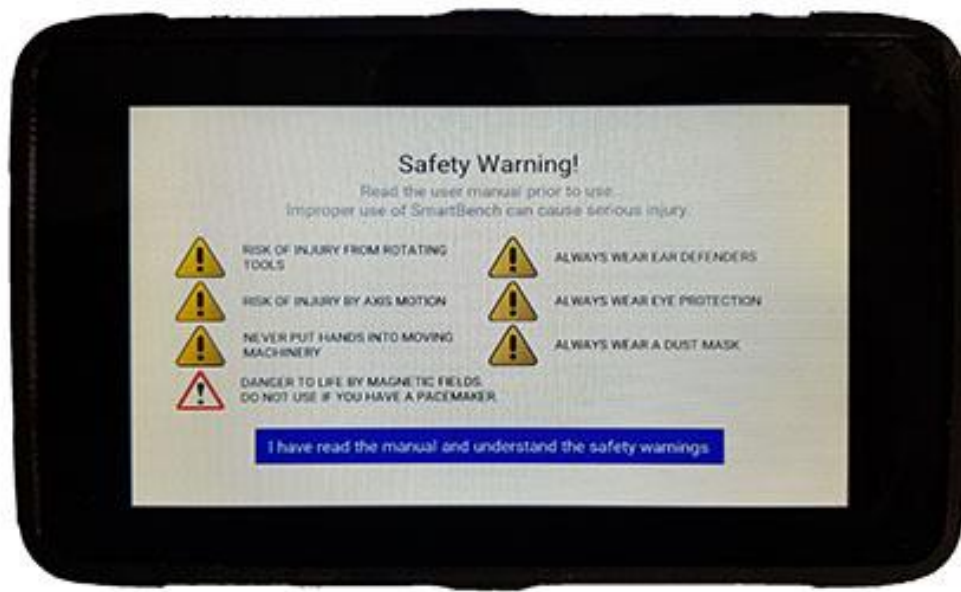 Safety Warning!
Read the user manual prior to use.
Improper use of SmartBench can cause serious injury.
RISK OF INJURY FROM ROTATING
TOOLS
RISK OF INJURY BY AXIS MOTION
NEVER PUT HANDS INTO MOVING
MACHINERY
DANGER TO LIFE BY MAGNETIC FIELDS.
DO NOT USE IF YOU HAVE A PACEMAKER.
ALWAYS WEAR EAR DEFENDERS
ALWAYS WEAR EYE PROTECTION
ALWAYS WEAR A DUST MASK
I have read the manual and understand the safety warnings